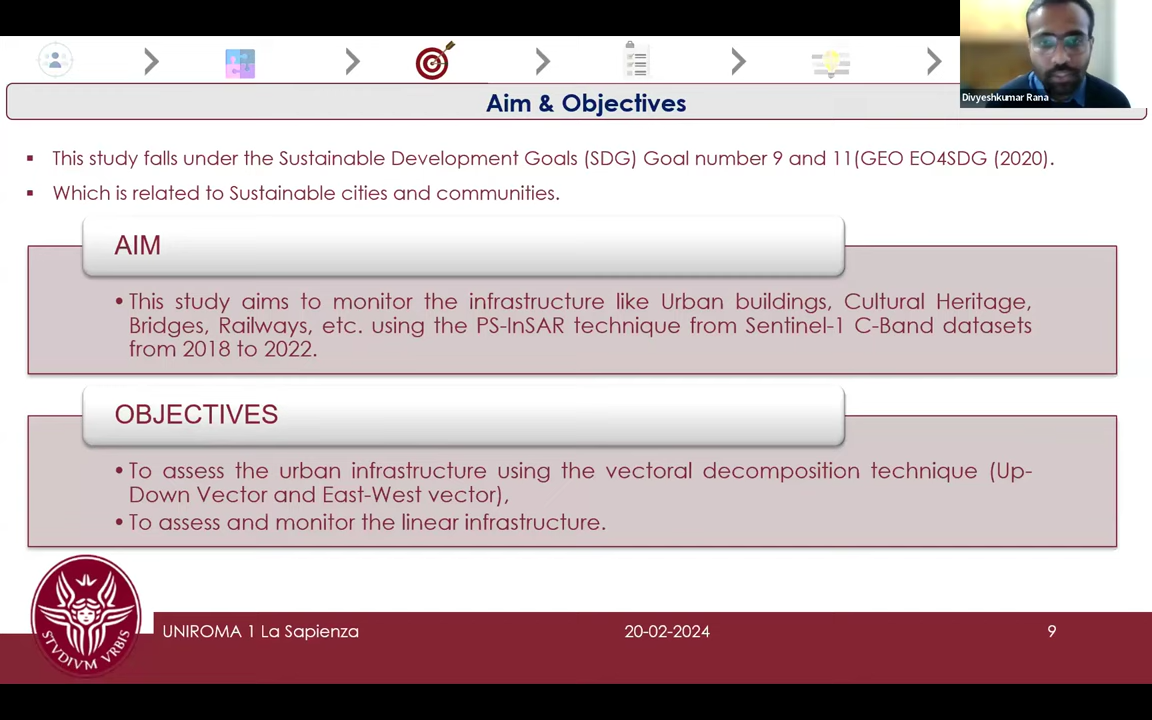 Divyeshkumar Rana
Aim & Objectives
▪ This study falls under the Sustainable Development Goals (SDG) Goal number 9 and 11(GEO EO4SDG (2020).
▪ Which is related to Sustainable cities and communities.
AIM
• This study aims to monitor the infrastructure like Urban buildings, Cultural Heritage,
Bridges, Railways, etc. using the PS-InSAR technique from Sentinel-1 C-Band datasets
from 2018 to 2022.
OBJECTIVES
• To assess the urban infrastructure using the vectoral decomposition technique (Up-
Down Vector and East-West vector),
• To assess and monitor the linear infrastructure.
STVDIVM VRBIS
UNIROMA 1 La Sapienza
20-02-2024
9